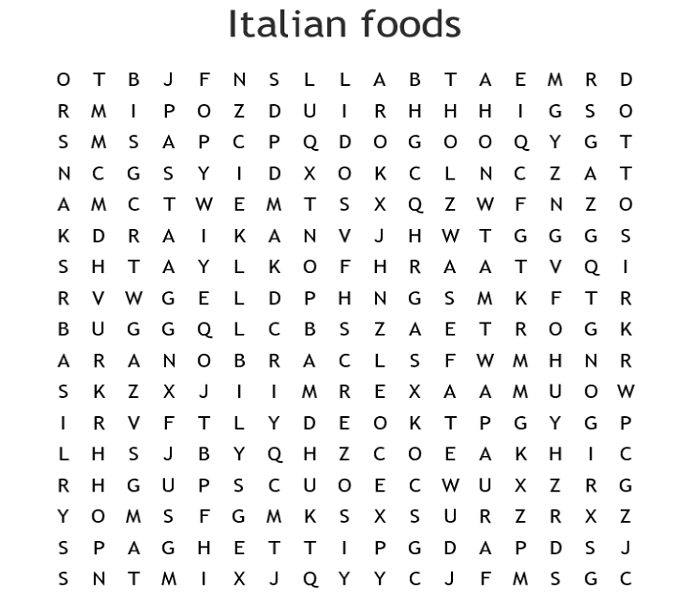 Italian foods
O T B J F N S L L A B T A E M R D
R M I P O Z D U I R H H H I G S O
S M S A P C P Q D O G O O Q Y G T
N C G S Y I D X O K C L N C Z A T
A M C T W E M T S X Q Z W F N Z O
K D R A I K A N V J H W T G G G S
S H T A Y L K O F H R A A T V Q I
R V W G E L D P H N G S M K F T R
B U G G Q L C B S Z A E T R O G K
A R A N O B R A C L S F W M H N R
S K Z X J I I M R E X A A M U O W
I R V F T L Y D E O K T P G Y G P
L H S J B Y Q H Z C O E A K H I C
R H G U P S C U O E C W U X Z R G
Y O M S F G M K S X S U R Z R X Z
S P A G H E T T I P G D A P D S J
S N T M I X J Q Y Y C J F M S G C